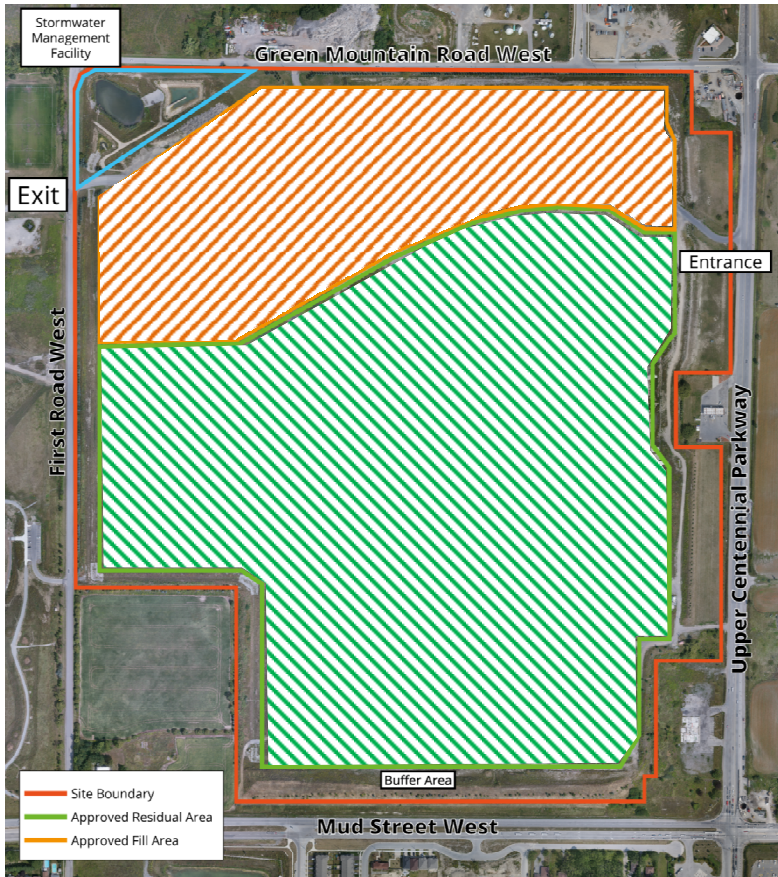 Stormwater
Management
Facility
Green Mountain Road West
Exit
Entrance
First Road West
Upper Centennial Parkway
Buffer Area
Site Boundary
Approved Residual Area
Approved Fill Area
Mud Street West